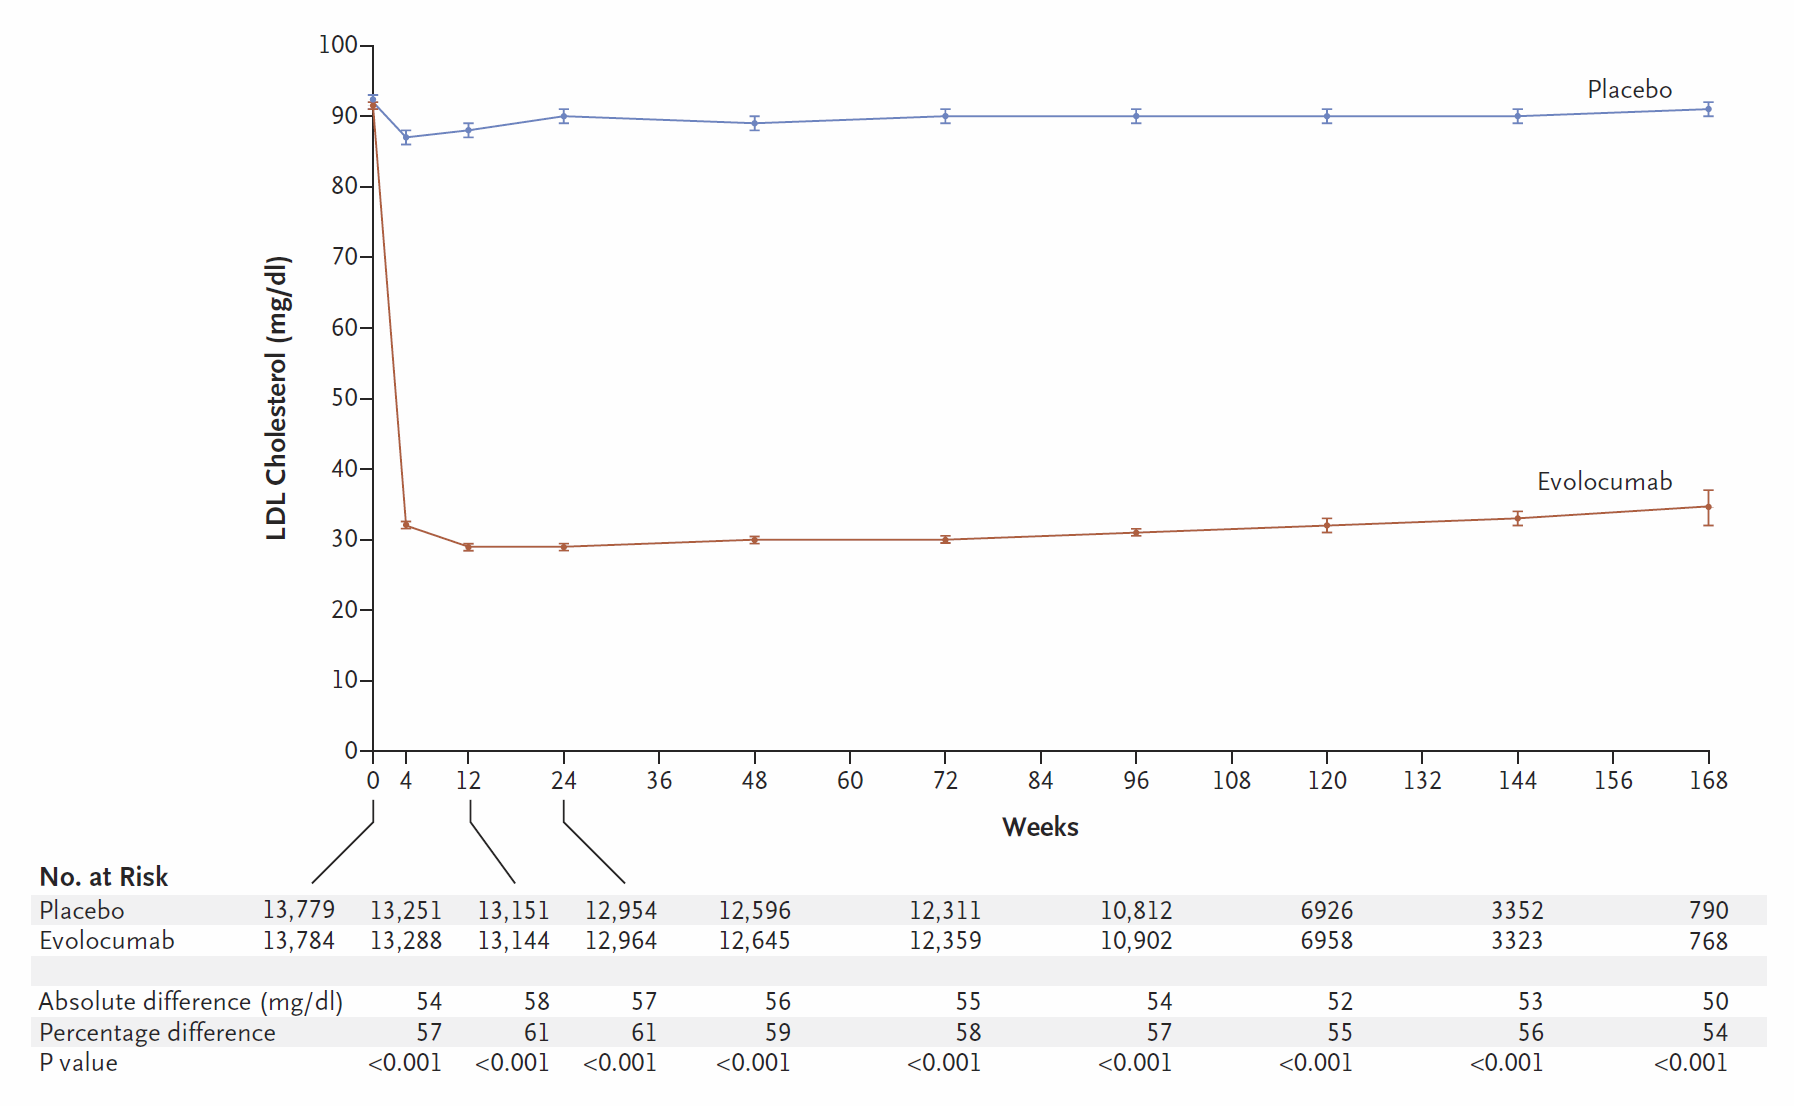 100
90
80
70
60
50
40
30
20
10
0
LDL Cholesterol (mg/dl)
Placebo
Evolocumab
0 4 12 24 36 48 60 72 84 96 108 120 132 144 156 168
Weeks
No. at Risk
Placebo 13,779 13,251 13,151 12,954 12,596 12,311 10,812 6926 3352 790
Evolocumab 13,784 13,288 13,144 12,964 12,645 12,359 10,902 6958 3323 768
Absolute difference (mg/dl) 54 58 57 56 55 54 52 53 50
Percentage difference 57 61 61 59 58 57 55 56 54
P value <0.001 <0.001 <0.001 <0.001 <0.001 <0.001 <0.001 <0.001 <0.001